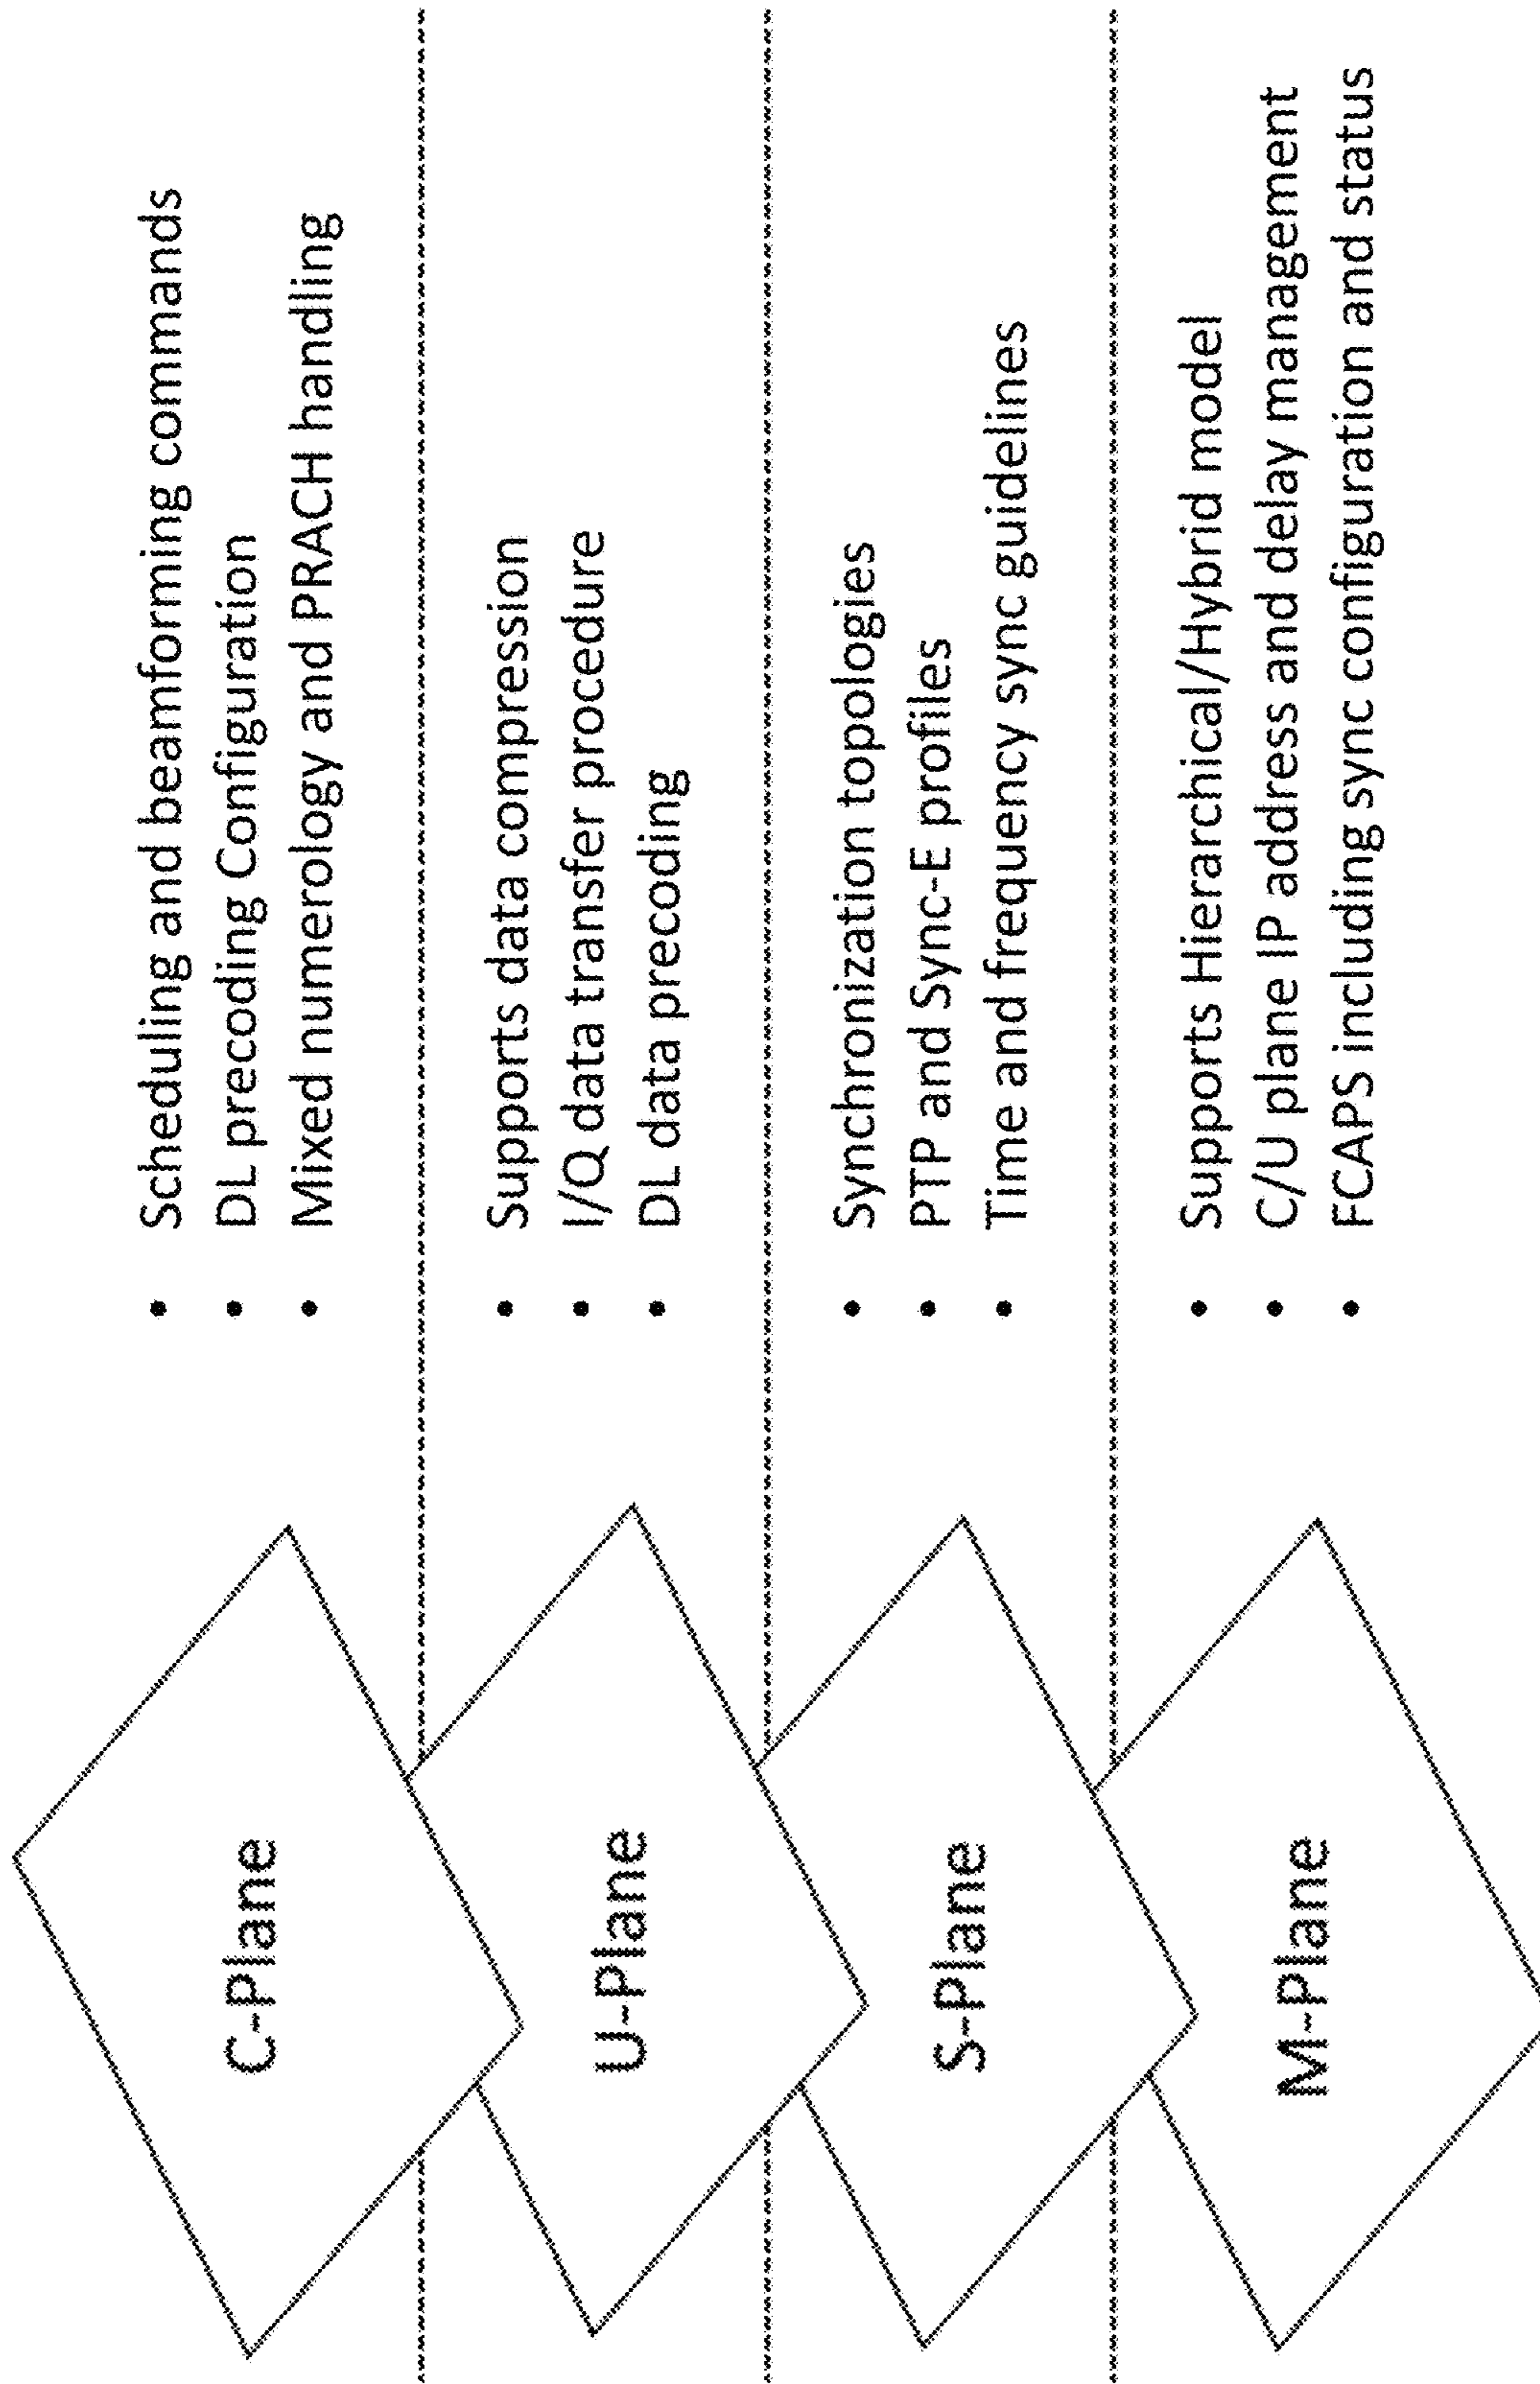 C-Plane
Scheduling and beamforming commands
DL precoding Configuration
Mixed numerology and PRACH handling
U-Plane
Supports data compression
I/Q data transfer procedure
DL data precoding
S-Plane
Synchronization topologies
PTP and Sync-E profiles
Time and frequency sync guidelines
M-Plane
Supports Hierarchical/Hybrid model
C/U plane IP address and delay management
FCAPS including sync configuration and status